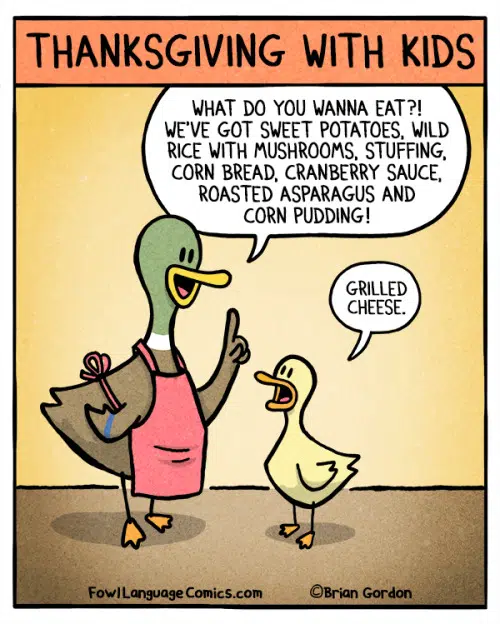 THANKSGIVING WITH KIDS
WHAT DO YOU WANNA EAT?!
WE'VE GOT SWEET POTATOES, WILD
RICE WITH MUSHROOMS, STUFFING,
CORN BREAD, CRANBERRY SAUCE,
ROASTED ASPARAGUS AND
CORN PUDDING!
GRILLED
CHEESE.
FowlLanguageComics.com
©Brian Gordon